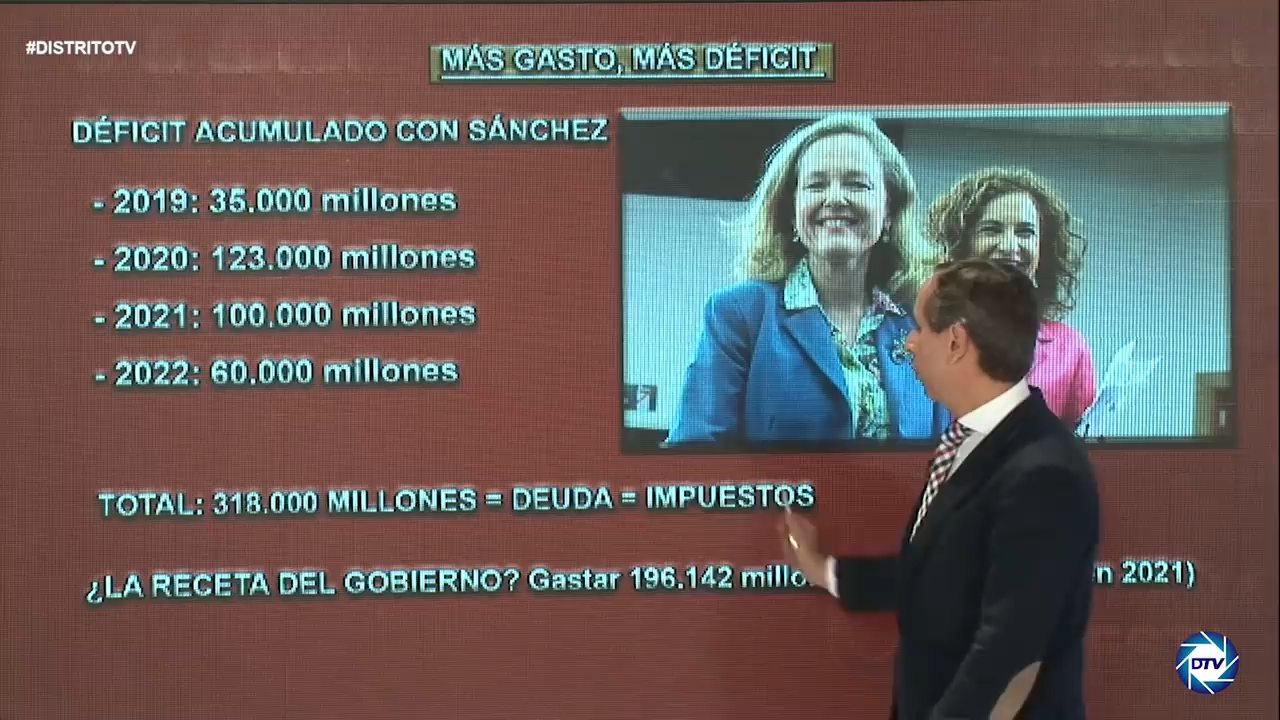 #DISTRITOTV
MÁS GASTO, MÁS DÉFICIT
DÉFICIT ACUMULADO CON SÁNCHEZ
- 2019: 35.000 millones
- 2020: 123.000 millones
- 2021: 100.000 millones
- 2022: 60.000 millones
TOTAL: 318.000 MILLONES = DEUDA = IMPUESTOS
¿LA RECETA DEL GOBIERNO? Gastar 196.142 2021)
DTV